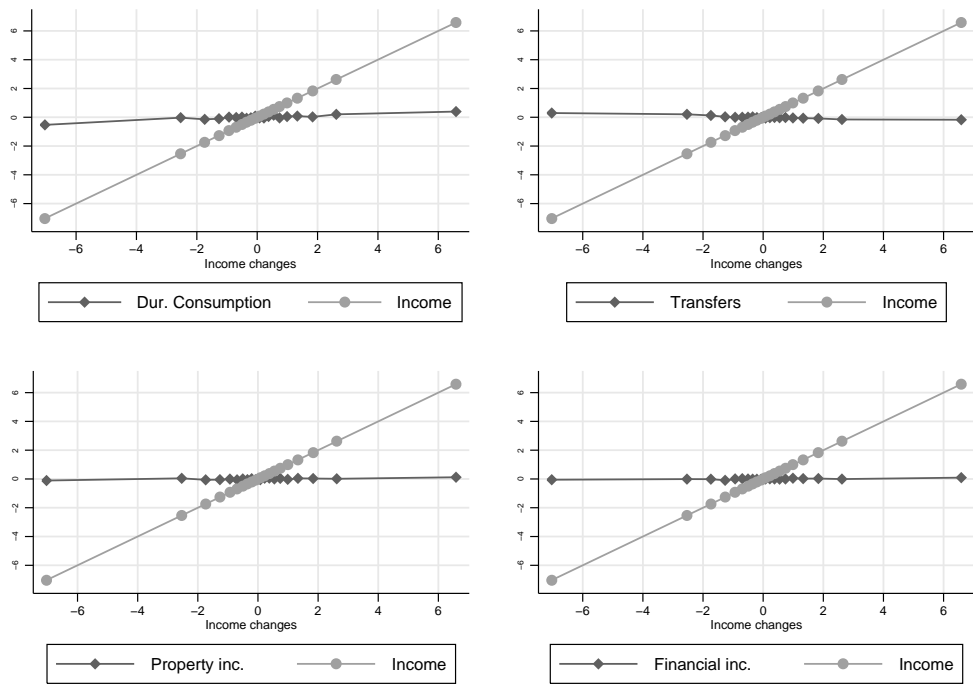 6
4
2
0
−2
−4
−6
−6 −4 −2 0 2 4 6
Income changes
Dur. Consumption Income
6
4
2
0
−2
−4
−6
−6 −4 −2 0 2 4 6
Income changes
Transfers Income
6
4
2
0
−2
−4
−6
−6 −4 −2 0 2 4 6
Income changes
Property inc. Income
6
4
2
0
−2
−4
−6
−6 −4 −2 0 2 4 6
Income changes
Financial inc. Income